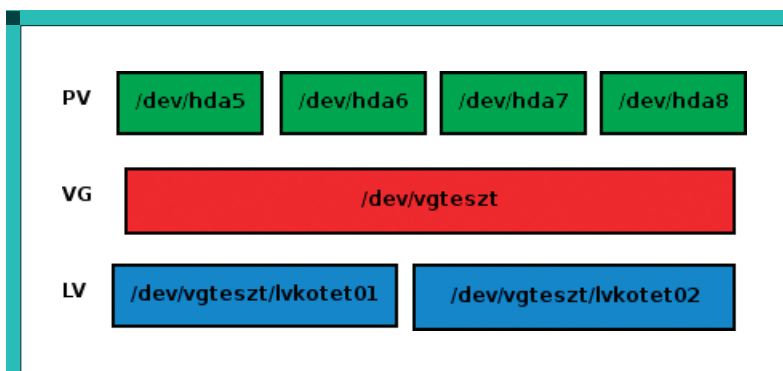 PV /dev/hda5 /dev/hda6 /dev/hda7 /dev/hda8
VG /dev/vgteszt
LV /dev/vgteszt/lvkotet01 /dev/vgteszt/lvkotet02